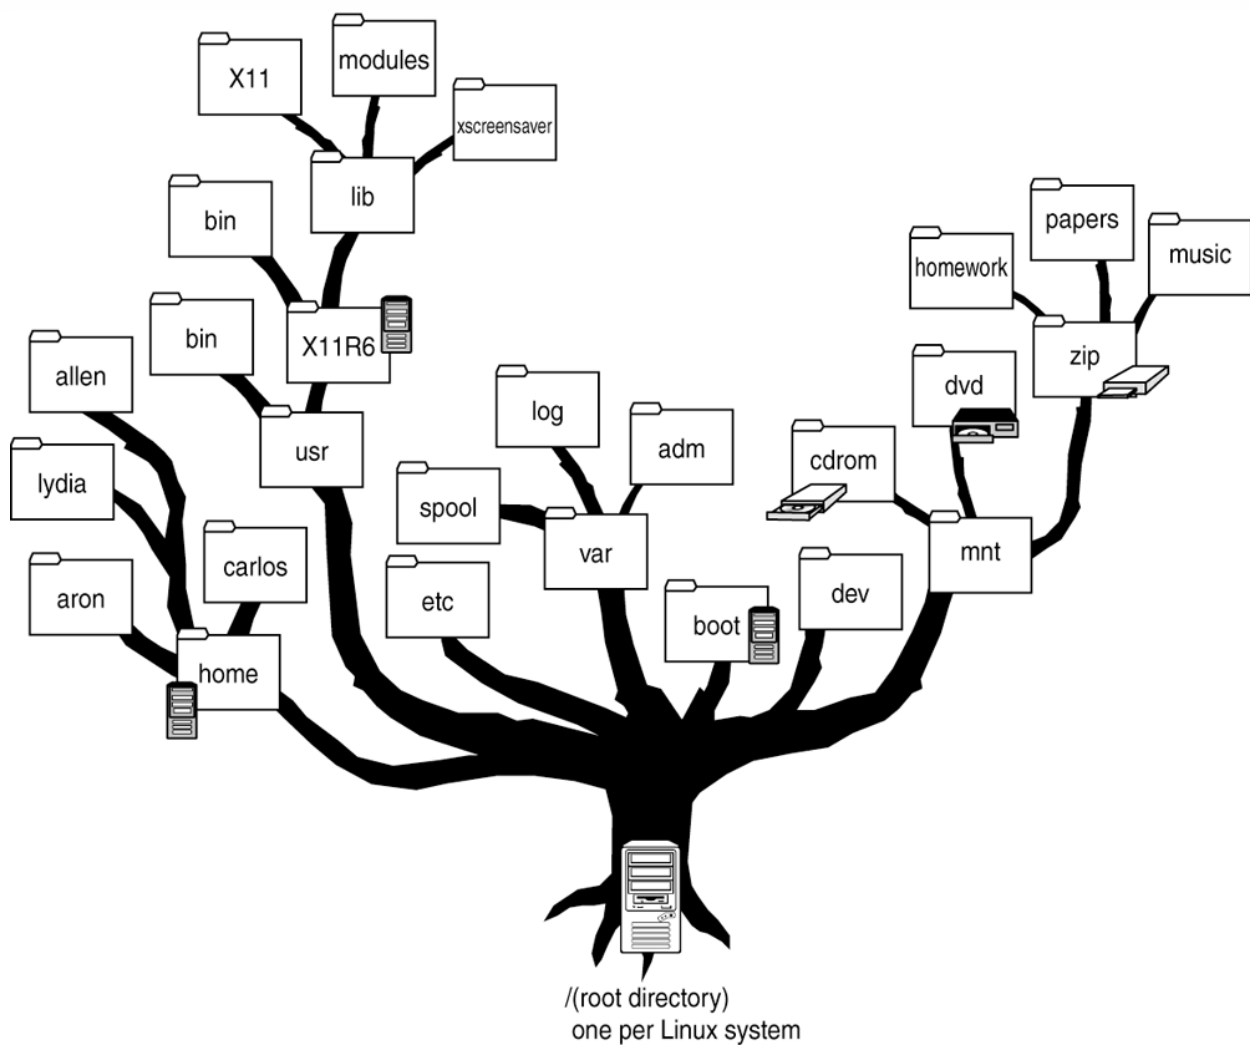 modules
X11
xscreensaver
lib
bin
papers
music
homework
bin
X11R6
zip
allen
dvd
log
adm
usr
cdrom
lydia
spool
var
mnt
carlos
aron
etc
dev
boot
home
/(root directory)
one per Linux system